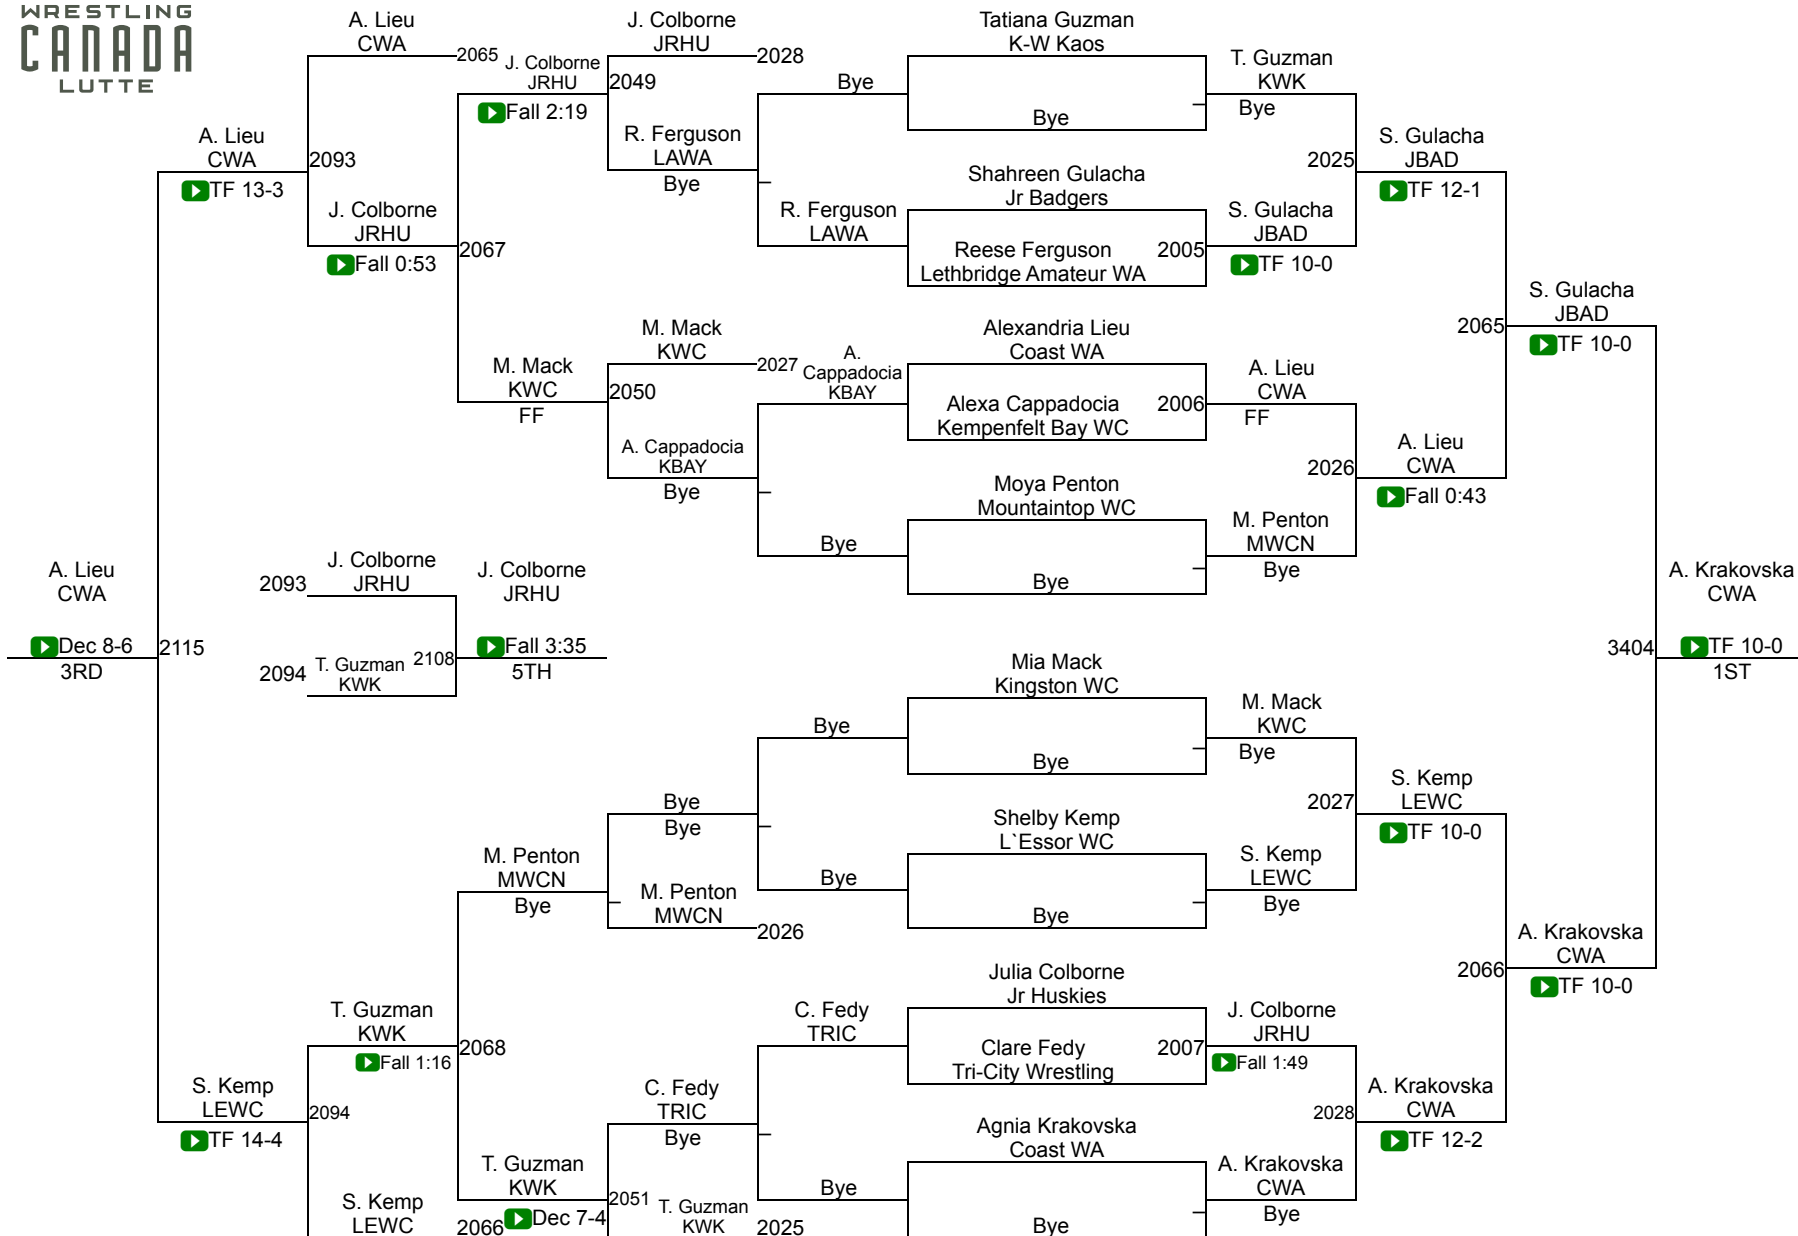 WRESTLING
CANADA
LUTTE
A. Lieu
CWA
2065
J. Colborne
JRHU
Fall 2:19
J. Colborne
JRHU
2028
2049
R. Ferguson
LAWA
Bye
Bye
Tatiana Guzman
K-W Kaos
Bye
T. Guzman
KWK
Bye
A. Lieu
CWA
TF 13-3
2093
J. Colborne
JRHU
Fall 0:53
2067
R. Ferguson
LAWA
Shahreen Gulacha
Jr Badgers
Reese Ferguson
Lethbridge Amateur WA
2005
S. Gulacha
JBAD
TF 10-0
2025
S. Gulacha
JBAD
TF 12-1
M. Mack
KWC
FF
M. Mack
KWC
2027
2050
A. Cappadocia
KBAY
Bye
A.
Cappadocia
KBAY
Alexandria Lieu
Coast WA
Alexa Cappadocia
Kempenfelt Bay WC
2006
A. Lieu
CWA
FF
2065
S. Gulacha
JBAD
TF 10-0
Bye
Moya Penton
Mountaintop WC
Bye
M. Penton
MWCN
Bye
2026
A. Lieu
CWA
Fall 0:43
A. Lieu
CWA
Dec 8-6
3RD
2115
2093
J. Colborne
JRHU
2094
T. Guzman
KWK
2108
J. Colborne
JRHU
Fall 3:35
5TH
3404
A. Krakovska
CWA
TF 10-0
1ST
Bye
Mia Mack
Kingston WC
Bye
M. Mack
KWC
Bye
M. Penton
MWCN
Bye
Bye
Bye
M. Penton
MWCN
2026
Bye
Shelby Kemp
L`Essor WC
Bye
S. Kemp
LEWC
Bye
2027
S. Kemp
LEWC
TF 10-0
2066
A. Krakovska
CWA
TF 10-0
T. Guzman
KWK
Fall 1:16
2068
C. Fedy
TRIC
Julia Colborne
Jr Huskies
Clare Fedy
Tri-City Wrestling
2007
J. Colborne
JRHU
Fall 1:49
S. Kemp
LEWC
TF 14-4
2094
C. Fedy
TRIC
Bye
Agnia Krakovska
Coast WA
2028
A. Krakovska
CWA
TF 12-2
S. Kemp
LEWC
2066
T. Guzman
KWK
Dec 7-4
2051
T. Guzman
KWK
2025
Bye
Bye
A. Krakovska
CWA
Bye